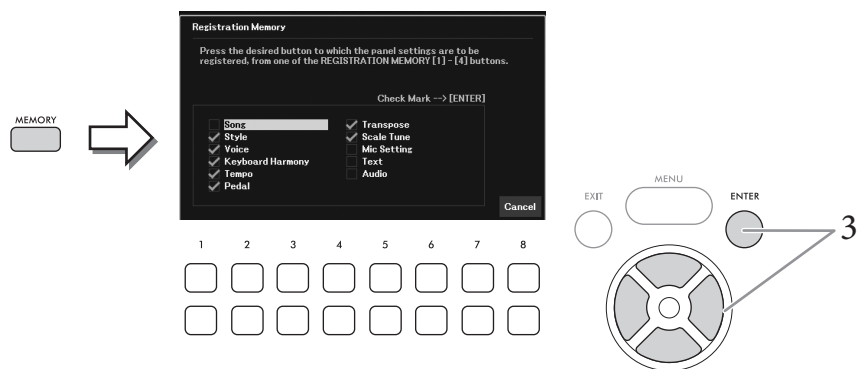 Registration Memory
Press the desired button to which the panel settings are to be
registered, from one of the REGISTRATION MEMORY [1] - [4] buttons.
Check Mark --> [ENTER]
MEMORY
Song
Style
Voice
Keyboard Harmony
Tempo
Pedal
Transpose
Scale Tune
Mic Setting
Text
Audio
Cancel
1 2 3 4 5 6 7 8
EXIT
MENU
ENTER
3